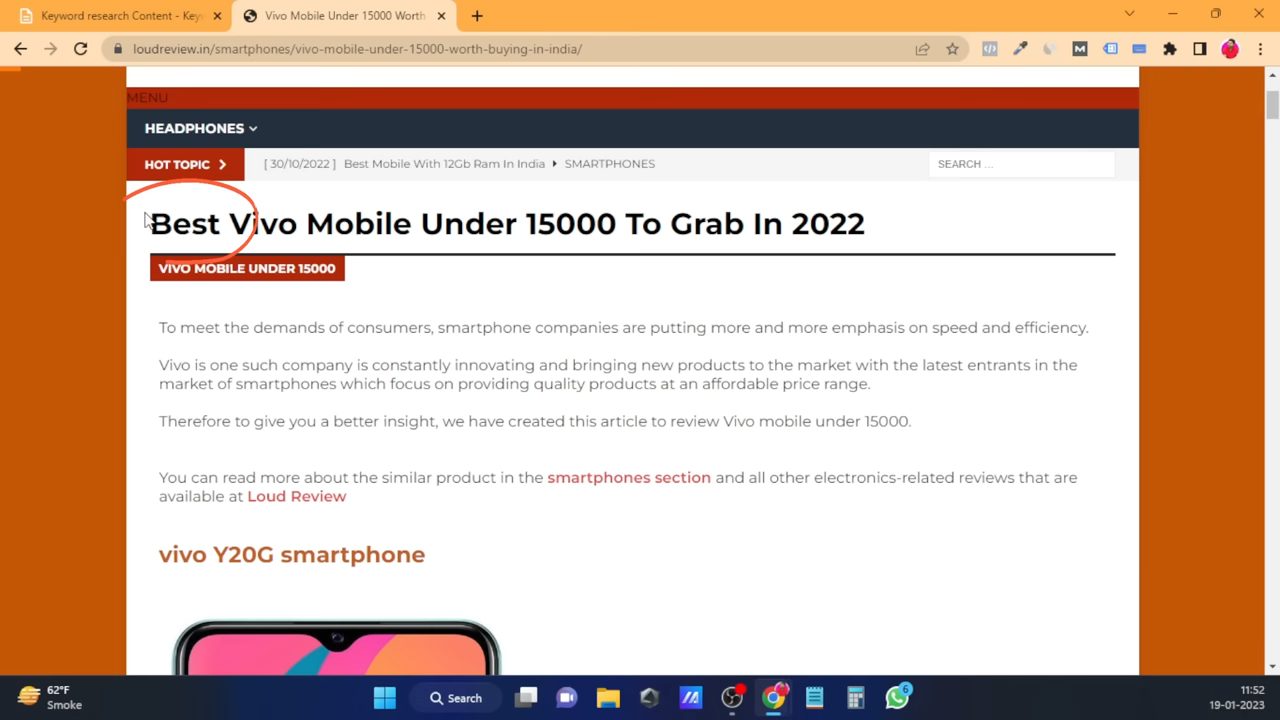 Keyword research Content - Key
Vivo Mobile Under 15000 Worth
loudreview.in/smartphones/vivo-mobile-under-15000-worth-buying-in-india/
MENU
HEADPHONES
HOT TOPIC
[ 30/10/2022 ] Best Mobile With 12Gb Ram In India
SMARTPHONES
SEARCH ...
Best Vivo Mobile Under 15000 To Grab In 2022
VIVO MOBILE UNDER 15000
To meet the demands of consumers, smartphone companies are putting more and more emphasis on speed and efficiency.
Vivo is one such company is constantly innovating and bringing new products to the market with the latest entrants in the
market of smartphones which focus on providing quality products at an affordable price range.
Therefore to give you a better insight, we have created this article to review Vivo mobile under 15000.
You can read more about the similar product in the smartphones section and all other electronics-related reviews that are
available at Loud Review
vivo Y20G smartphone
62°F
Smoke
Search
6
11:52
19-01-2023